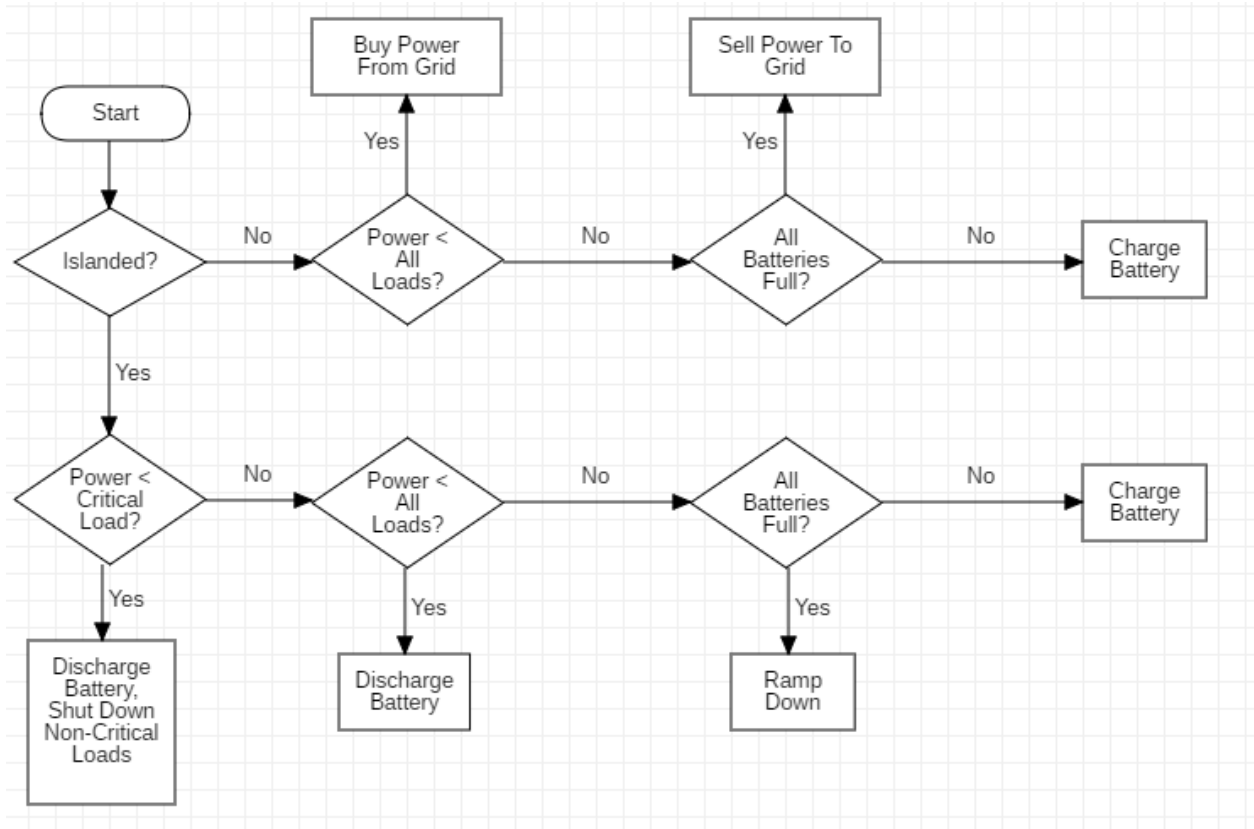 Buy Power
From Grid
Sell Power To
Grid
Start
Yes
Yes
Islanded?
No
Power <
All
Loads?
No
All
Batteries
Full?
No
Charge
Battery
Yes
Power <
Critical
Load?
No
Power <
All
Loads?
No
All
Batteries
Full?
No
Charge
Battery
Yes
Yes
Yes
Discharge
Battery,
Shut Down
Non-Critical
Loads
Discharge
Battery
Ramp
Down